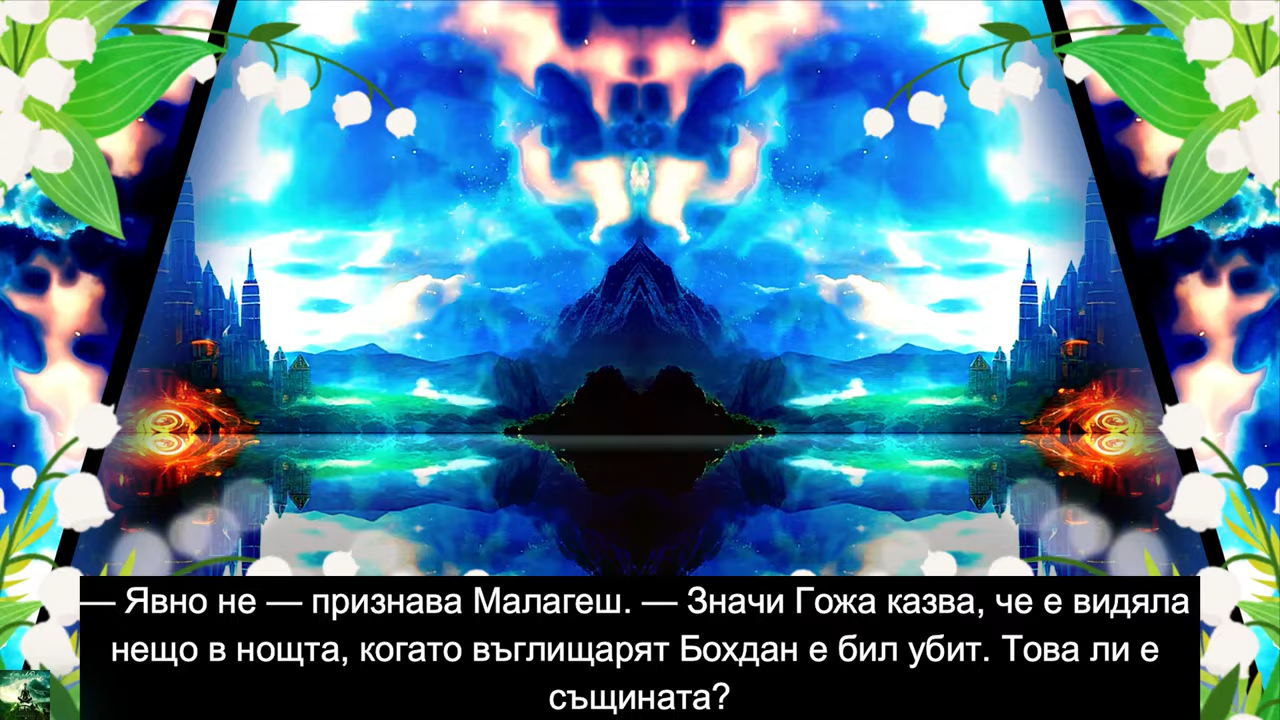 — Явно не — признава Малагеш. — Значи Гожа казва, че е видяла
нещо в нощта, когато въглищарят Бохдан е бил убит. Това ли е
същината?